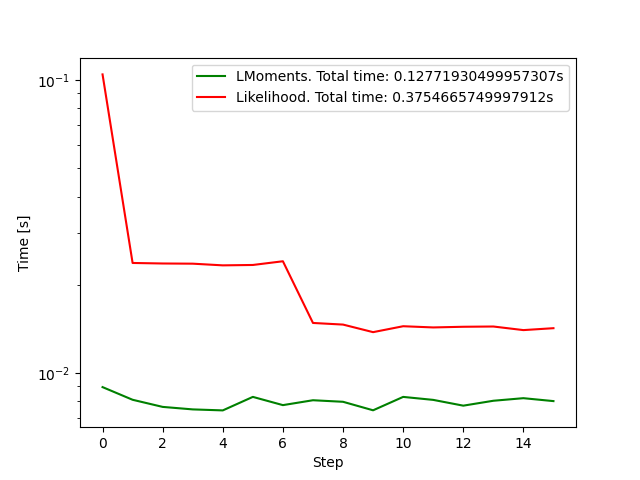 LMoments. Total time: 0.12771930499957307s
Likelihood. Total time: 0.3754665749997912s
10⁻¹
10⁻²
Time [s]
0 2 4 6 8 10 12 14
Step